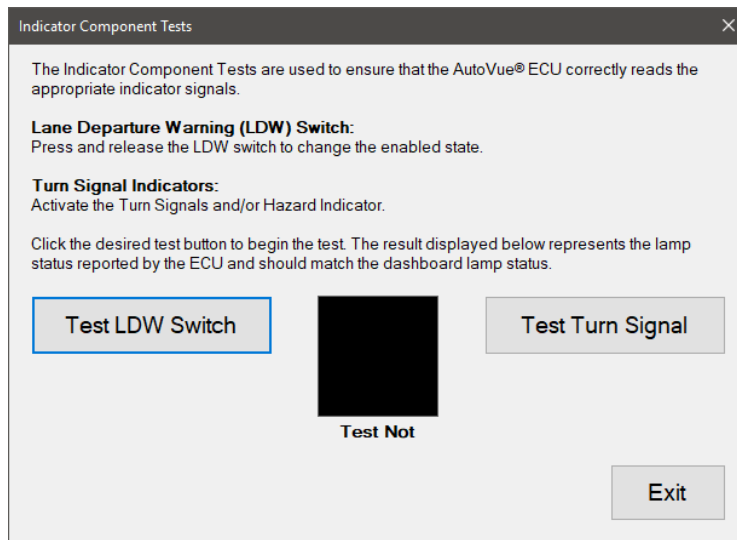 Indicator Component Tests
The Indicator Component Tests are used to ensure that the AutoVue® ECU correctly reads the
appropriate indicator signals.
Lane Departure Warning (LDW) Switch:
Press and release the LDW switch to change the enabled state.
Turn Signal Indicators:
Activate the Turn Signals and/or Hazard Indicator.
Click the desired test button to begin the test. The result displayed below represents the lamp
status reported by the ECU and should match the dashboard lamp status.
Test LDW Switch
Test Turn Signal
Test Not
Exit